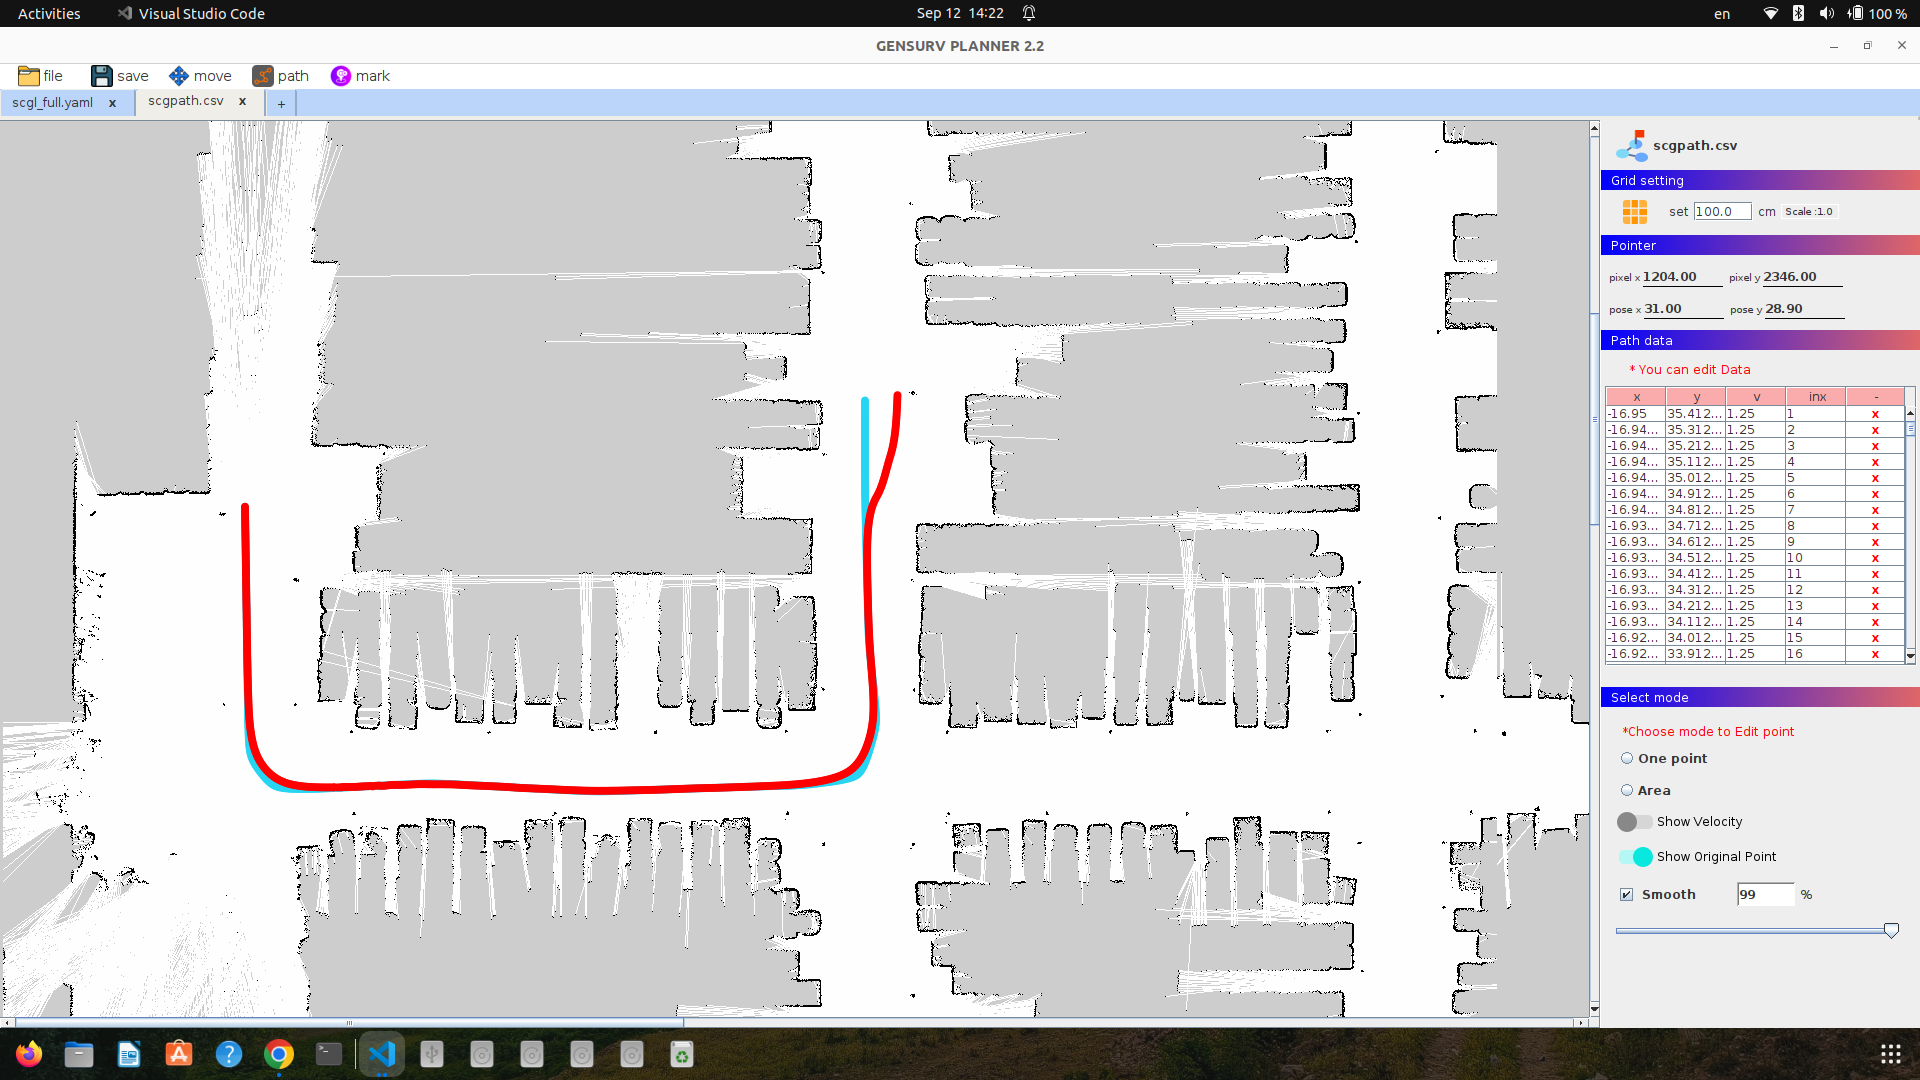 Activities Visual Studio Code Sep 12 14:22 en 100 %
GENSURV PLANNER 2.2
file save move path mark
scgl_full.yaml x scgpath.csv x +
scgpath.csv
Grid setting
set 100.0 cm Scale :1.0
Pointer
pixel x 1204.00 pixel y 2346.00
pose x 31.00 pose y 28.90
Path data
* You can edit Data
x y v inx -
-16.95 35.412... 1.25 1 x
-16.94... 35.312... 1.25 2 x
-16.94... 35.212... 1.25 3 x
-16.94... 35.112... 1.25 4 x
-16.94... 35.012... 1.25 5 x
-16.94... 34.912... 1.25 6 x
-16.94... 34.812... 1.25 7 x
-16.93... 34.712... 1.25 8 x
-16.93... 34.612... 1.25 9 x
-16.93... 34.512... 1.25 10 x
-16.93... 34.412... 1.25 11 x
-16.93... 34.312... 1.25 12 x
-16.93... 34.212... 1.25 13 x
-16.93... 34.112... 1.25 14 x
-16.92... 34.012... 1.25 15 x
-16.92... 33.912... 1.25 16 x
Select mode
*Choose mode to Edit point
One point
Area
Show Velocity
Show Original Point
Smooth 99 %